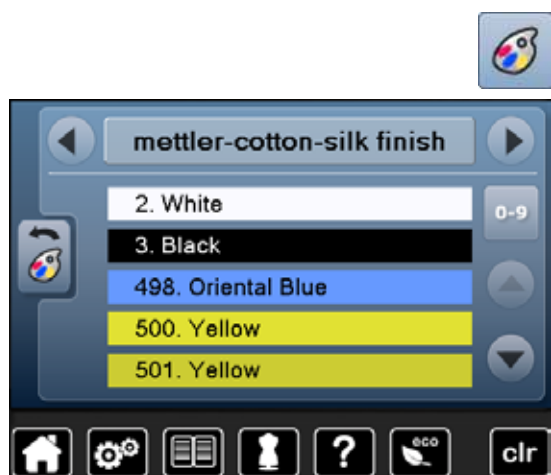 mettler-cotton-silk finish
2. White
0-9
3. Black
498. Oriental Blue
500. Yellow
501. Yellow
?
eco
clr